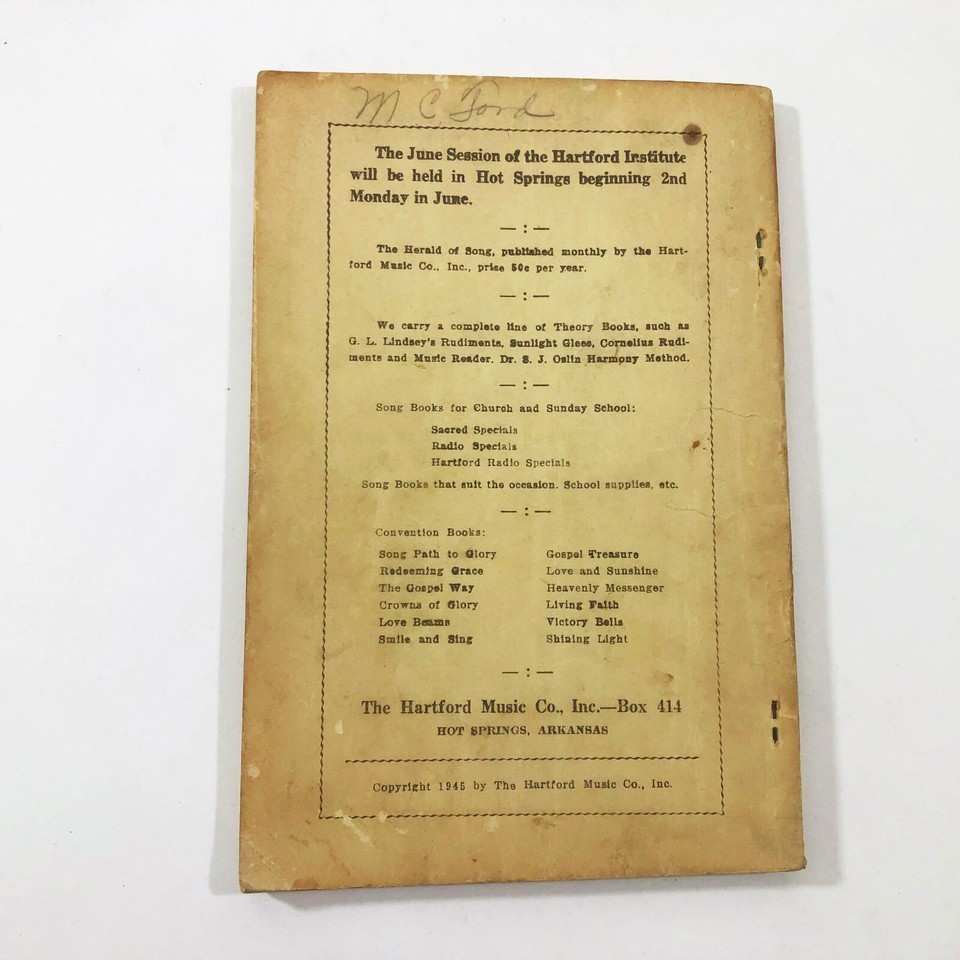 M C Ford
The June Session of the Hartford Institute
will be held in Hot Springs beginning 2nd
Monday in June.
— : —
The Herald of Song, published monthly by the Hart-
ford Music Co., Inc., price 50c per year.
— : —
We carry a complete line of Theory Books, such as
G. L. Lindsey's Rudiments, Sunlight Glees, Cornelius Rudi-
ments and Music Reader. Dr. S. J. Oslin Harmony Method.
— : —
Song Books for Church and Sunday School:
Sacred Specials
Radio Specials
Hartford Radio Specials
Song Books that suit the occasion. School supplies, etc.
— : —
Convention Books:
Song Path to Glory Gospel Treasure
Redeeming Grace Love and Sunshine
The Gospel Way Heavenly Messenger
Crowns of Glory Living Faith
Love Beams Victory Bells
Smile and Sing Shining Light
— : —
The Hartford Music Co., Inc.—Box 414
HOT SPRINGS, ARKANSAS
Copyright 1945 by The Hartford Music Co., Inc.